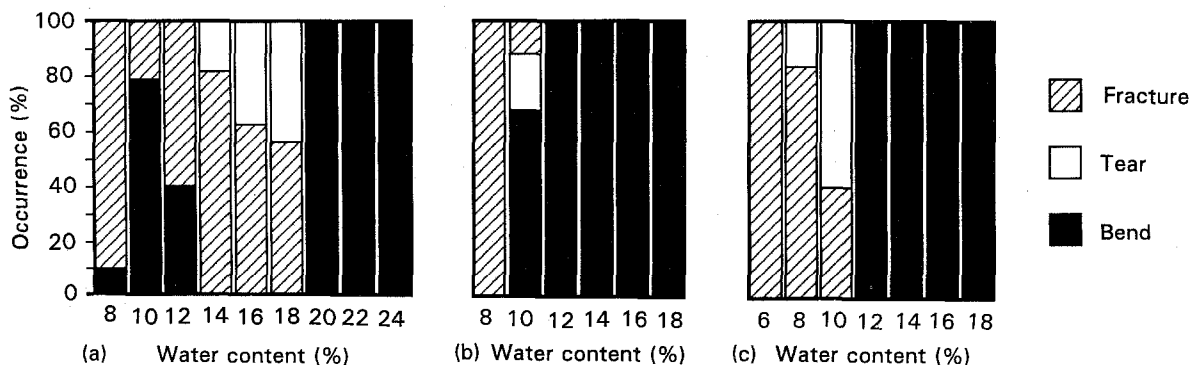 100
80
60
40
20
0
Occurrence (%)
8 10 12 14 16 18 20 22 24
(a) Water content (%)
8 10 12 14 16 18
(b) Water content (%)
6 8 10 12 16 18
(c) Water content (%)
Fracture
Tear
Bend